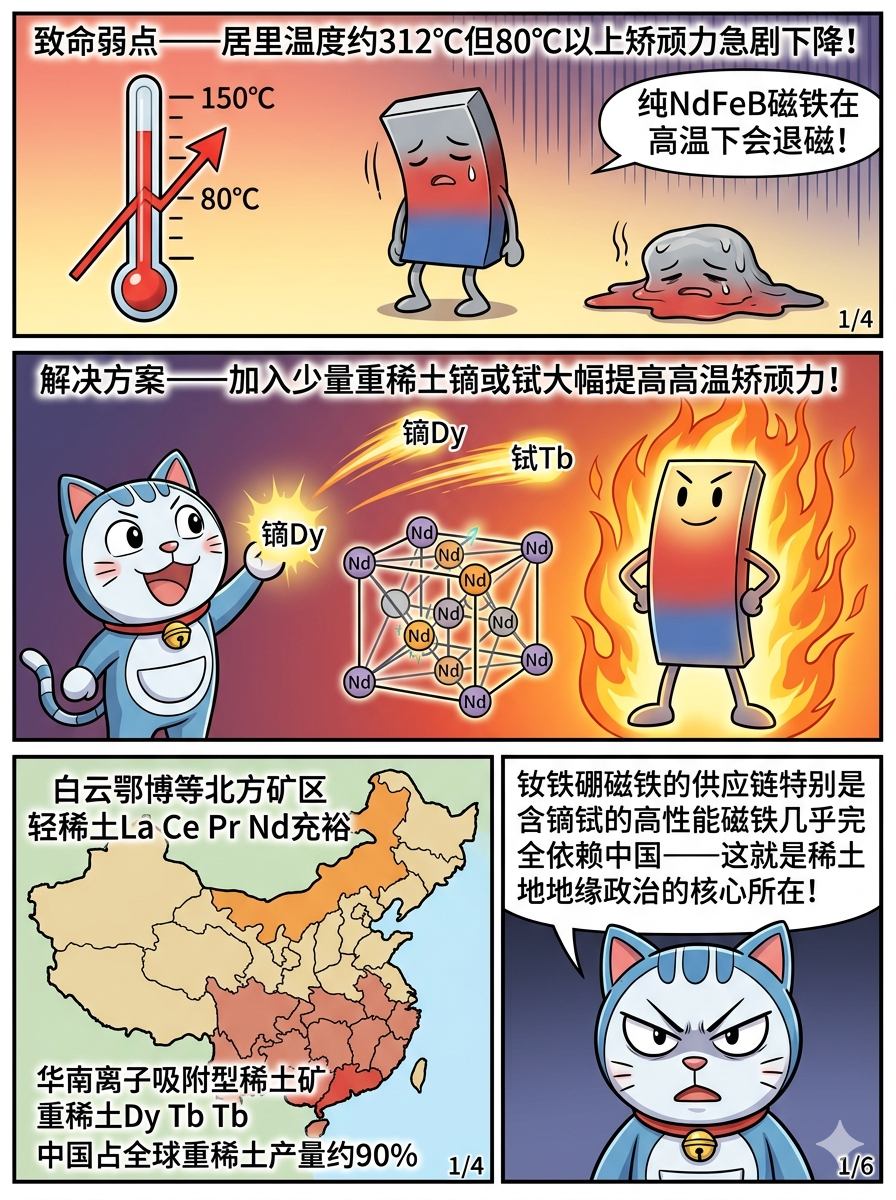 致命弱点——居里温度约312℃但80℃以上矫顽力急剧下降！
150℃
80℃
纯NdFeB磁铁在
高温下会退磁！
1/4
解决方案——加入少量重稀土镝或铽大幅提高高温矫顽力！
镝Dy
铽Tb
镝Dy
Nd
Nd
Nd
Nd
Nd
Nd
Nd
Nd
Nd
Nd
Nd
Nd
白云鄂博等北方矿区
轻稀土La Ce Pr Nd充裕
华南离子吸附型稀土矿
重稀土Dy Tb Tb
中国占全球重稀土产量约90%
1/4
钕铁硼磁铁的供应链特别是
含镝铽的高性能磁铁几乎完
全依赖中国——这就是稀土
地地缘政治的核心所在！
1/6